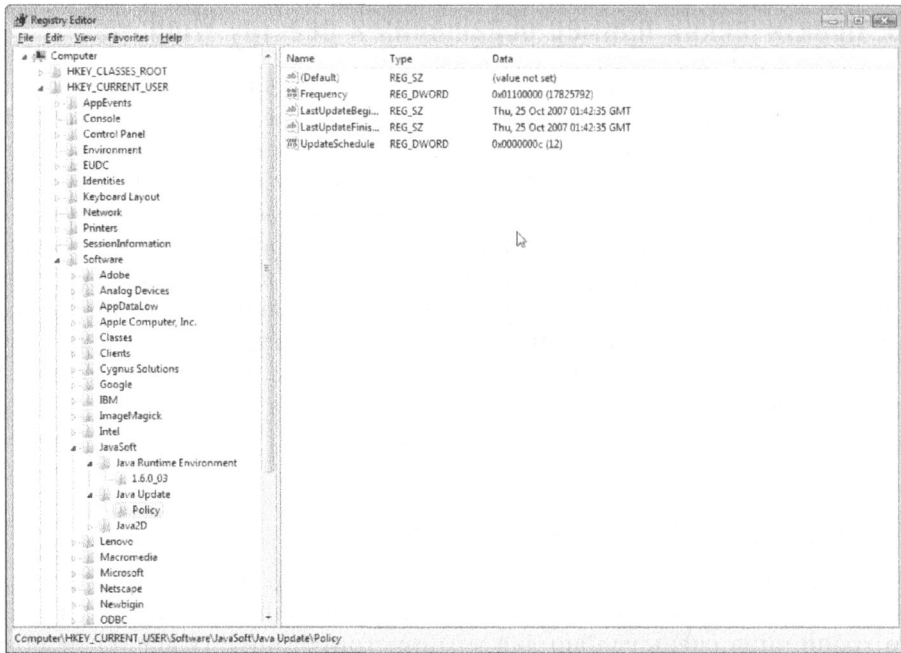 Registry Editor
File Edit View Favorites Help
Computer
HKEY_CLASSES_ROOT
HKEY_CURRENT_USER
AppEvents
Console
Control Panel
Environment
EUDC
Identities
Keyboard Layout
Network
Printers
SessionInformation
Software
Adobe
Analog Devices
AppDataLow
Apple Computer, Inc.
Classes
Clients
Cygnus Solutions
Google
IBM
ImageMagick
Intel
JavaSoft
Java Runtime Environment
1.6.0_03
Java Update
Policy
Java2D
Lenovo
Macromedia
Microsoft
Netscape
Newbigin
ODBC
Name Type Data
(Default) REG_SZ (value not set)
Frequency REG_DWORD 0x01100000 (17825792)
LastUpdateBegi... REG_SZ Thu, 25 Oct 2007 01:42:35 GMT
LastUpdateFinis... REG_SZ Thu, 25 Oct 2007 01:42:35 GMT
UpdateSchedule REG_DWORD 0x0000000c (12)
Computer\HKEY_CURRENT_USER\Software\JavaSoft\Java Update\Policy